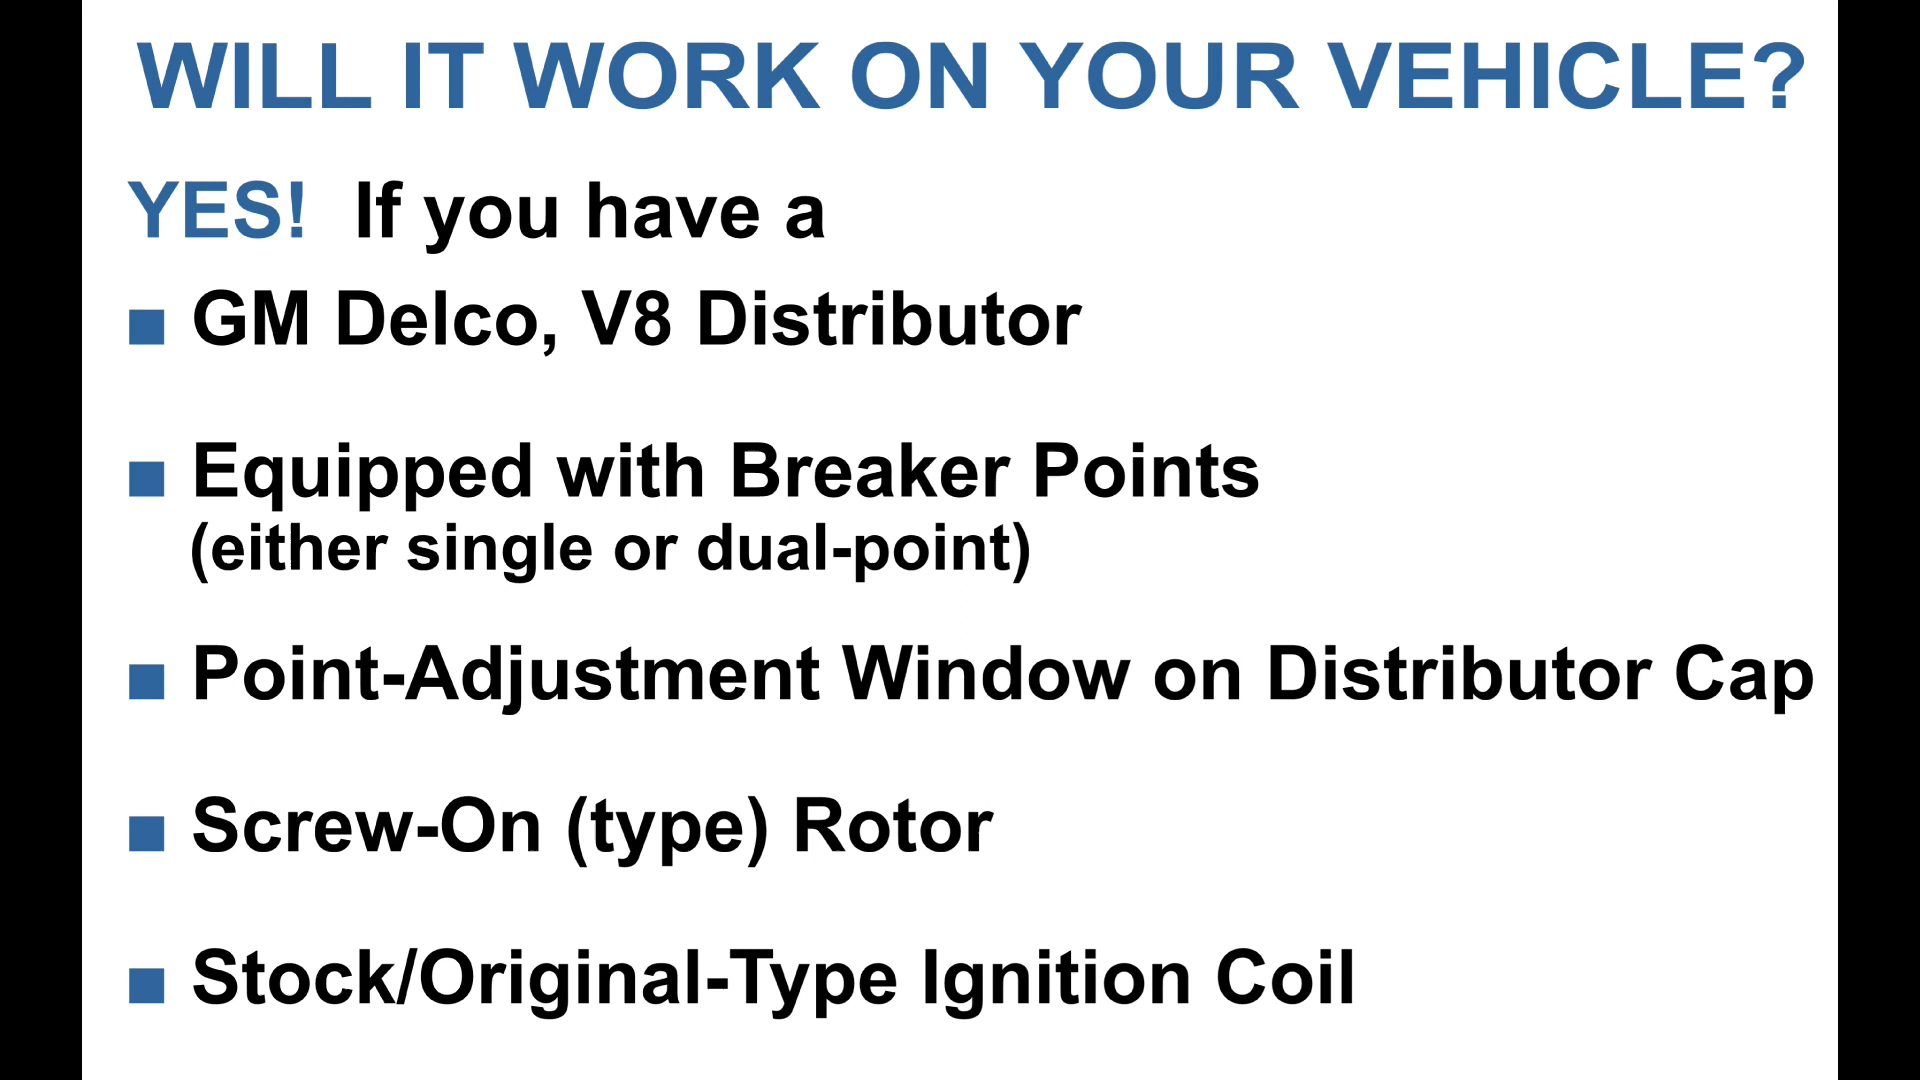 WILL IT WORK ON YOUR VEHICLE?
YES! If you have a
■ GM Delco, V8 Distributor
■ Equipped with Breaker Points
(either single or dual-point)
■ Point-Adjustment Window on Distributor Cap
■ Screw-On (type) Rotor
■ Stock/Original-Type Ignition Coil